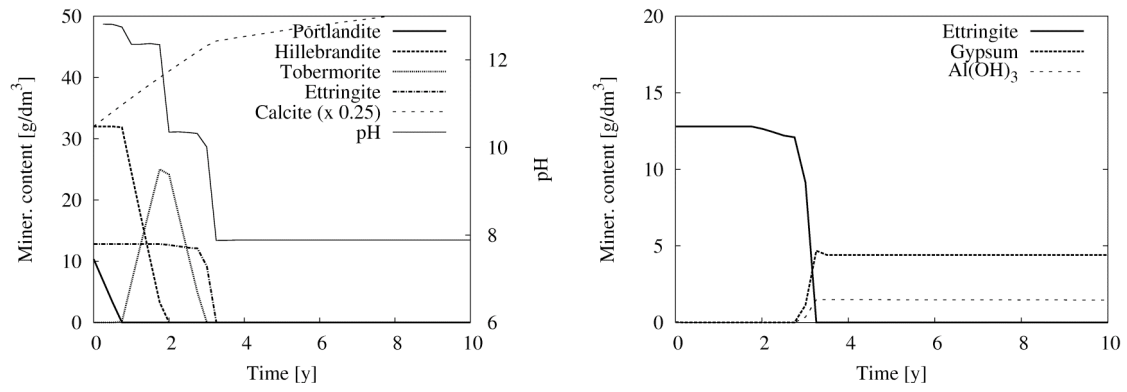 50
40
30
20
10
0
Miner. content [g/dm³]
Portlandite
Hillebrandite
Tobermorite
Ettringite
Calcite (x 0.25)
pH
12
10
8
6
pH
0 2 4 6 8 10
Time [y]
20
15
10
5
0
Miner. content [g/dm³]
Ettringite
Gypsum
Al(OH)₃
0 2 4 6 8 10
Time [y]